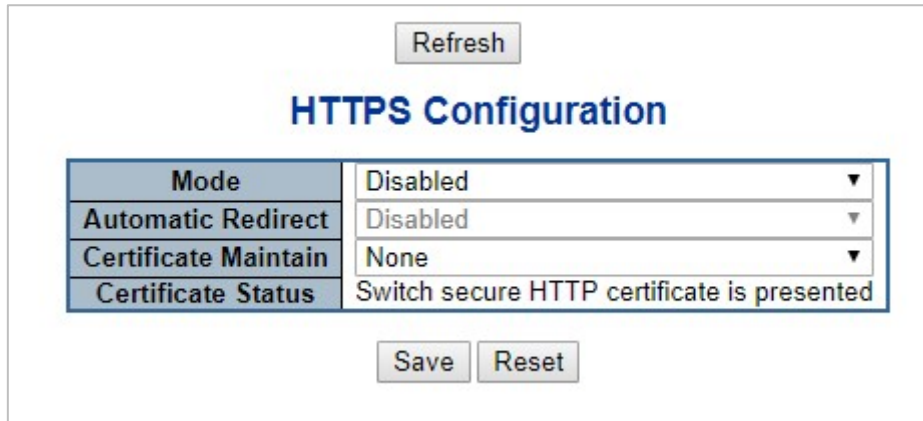 Refresh
HTTPS Configuration
Mode Disabled
Automatic Redirect Disabled
Certificate Maintain None
Certificate Status Switch secure HTTP certificate is presented
Save Reset